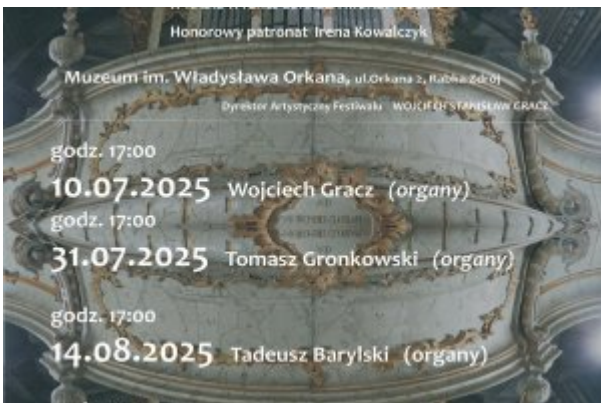 Honorowy patronat Irena Kowalczyk
Muzeum im. Władysława Orkana, ul.Orkana 2, Rabka Zdrój
Dyrektor Artystyczny Festiwalu WOJCIECH STANISŁAW GRACZ
godz. 17:00
10.07.2025 Wojciech Gracz (organy)
godz. 17:00
31.07.2025 Tomasz Gronkowski (organy)
godz. 17:00
14.08.2025 Tadeusz Barylski (organy)